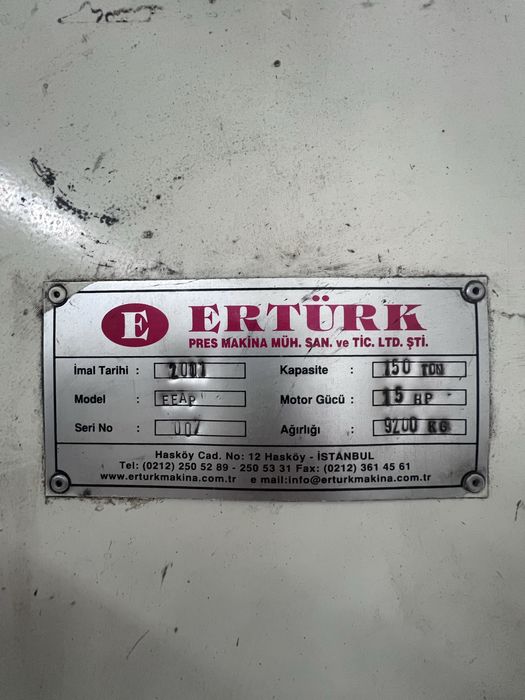 E ERTÜRK
PRES MAKİNA MÜH. SAN. ve TİC. LTD. ŞTİ.
İmal Tarihi : Kapasite : 150 TON
Model : EEAP Motor Gücü : 15 HP
Seri No : 007 Ağırlığı : 9200 KG
Hasköy Cad. No: 12 Hasköy - İSTANBUL
Tel: (0212) 250 52 89 - 250 53 31 Fax: (0212) 361 45 61
www.erturkmakina.com.tr e mail:info@erturkmakina.com.tr